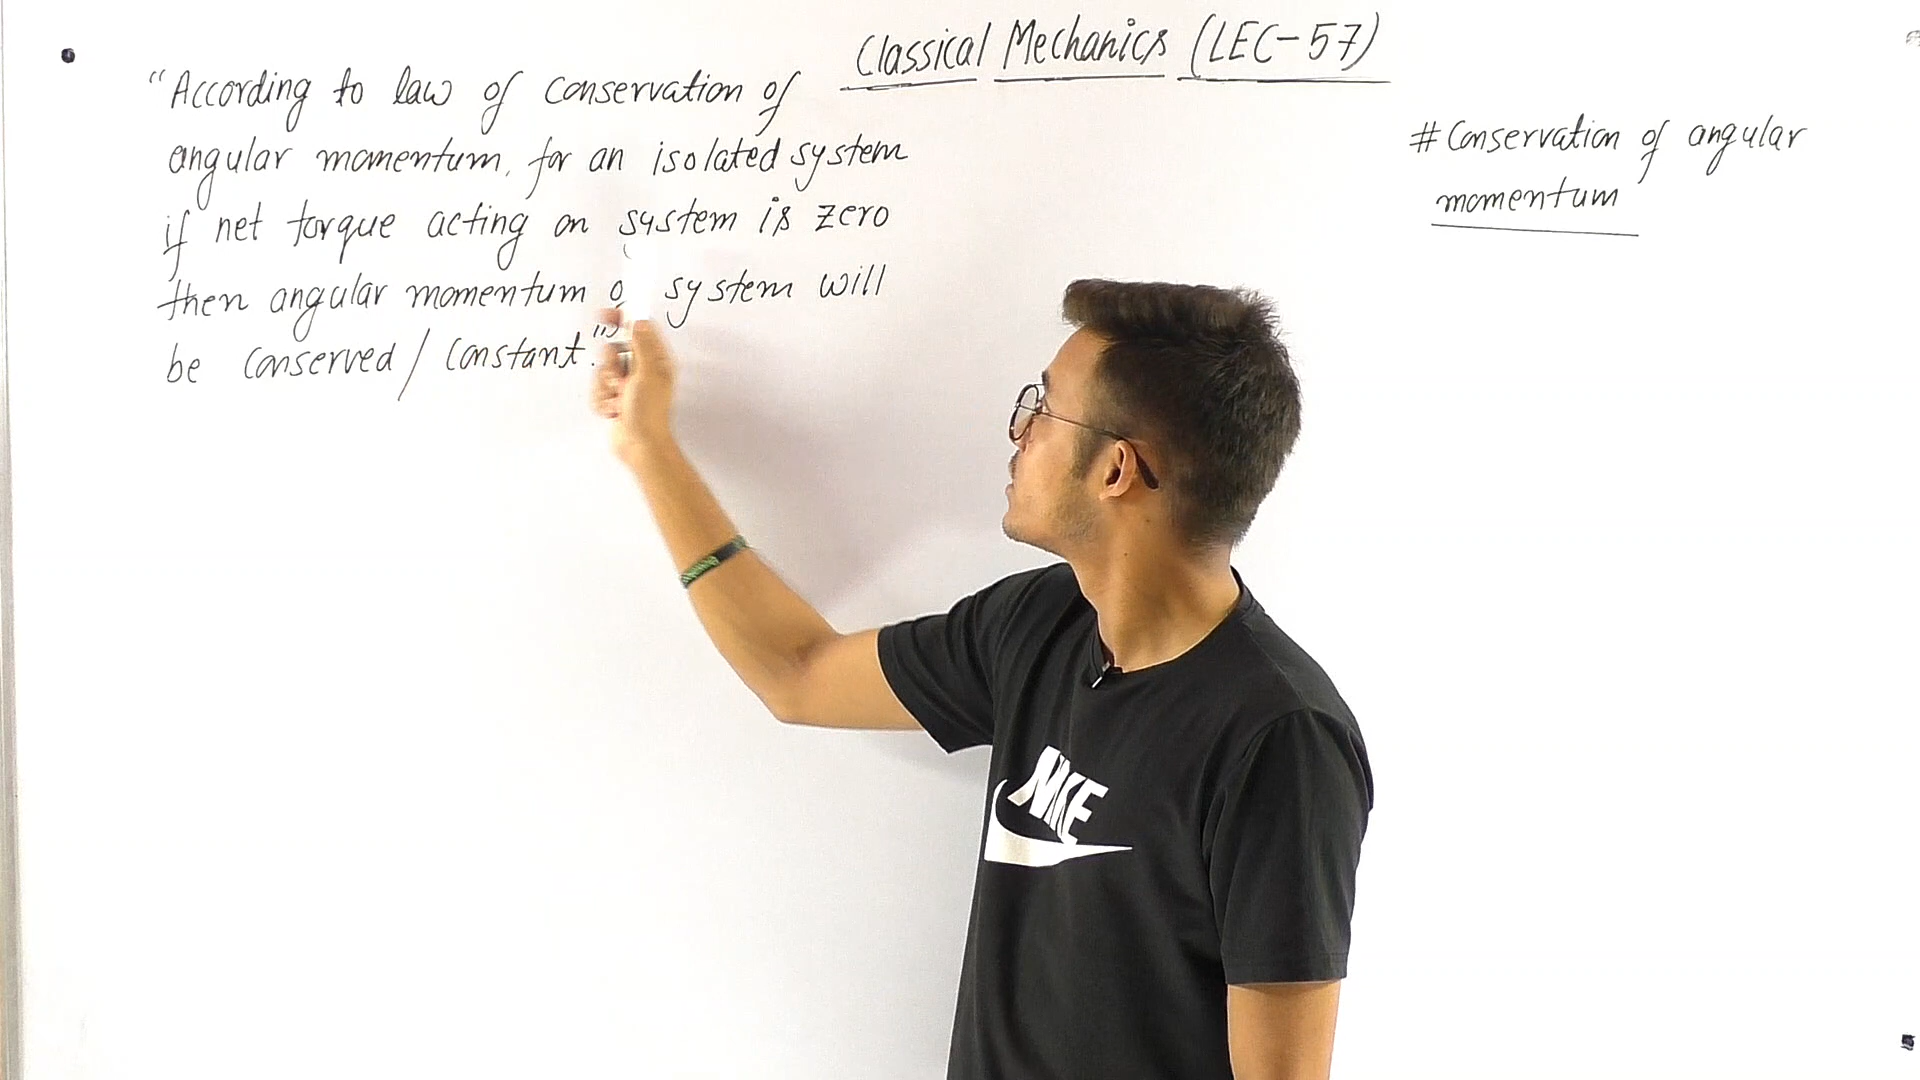 Classical Mechanics (LEC-57)
"According to law of conservation of
angular momentum, for an isolated system
if net torque acting on system is zero
then angular momentum o system will
be conserved / constant."
# Conservation of angular
momentum
NIKE